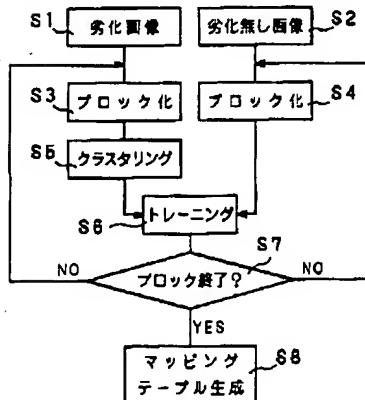 S1
劣化画像
劣化無し画像
S2
S3
ブロック化
ブロック化
S4
S5
クラスタリング
トレーニング
S6
S7
NO
ブロック終了?
NO
YES
マッピング
テーブル生成
S8